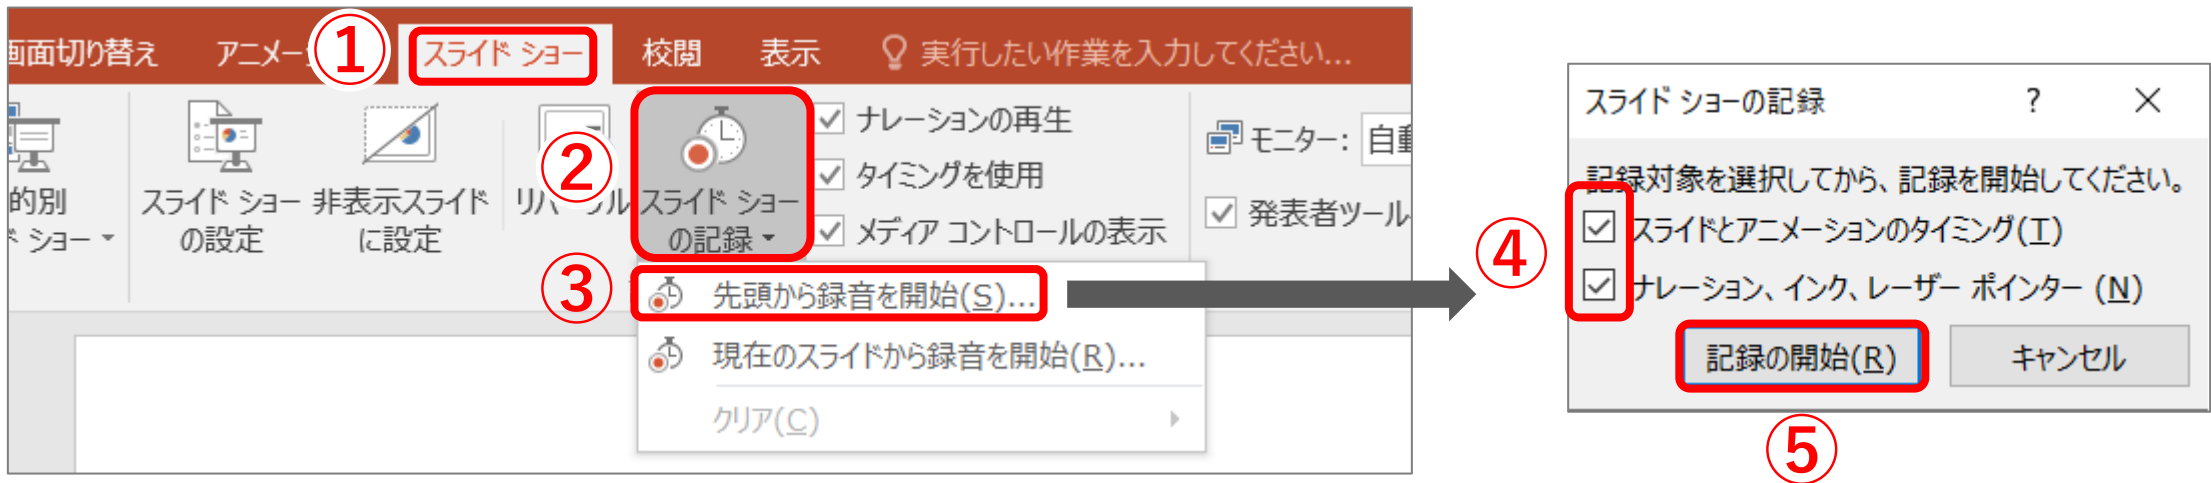 画面切り替え アニメー ① スライド ショー 校閲 表示 実行したい作業を入力してください...
的別
ド ショー
スライド ショー
の設定
非表示スライド
に設定
②
スライド ショー
の記録
ナレーションの再生
タイミングを使用
メディア コントロールの表示
モニター: 自動
発表者ツール
③ 先頭から録音を開始(S)...
現在のスライドから録音を開始(R)...
クリア(C)
スライド ショーの記録 ?
記録対象を選択してから、記録を開始してください。
④
スライドとアニメーションのタイミング(T)
ナレーション、インク、レーザー ポインター (N)
記録の開始(R) キャンセル
⑤